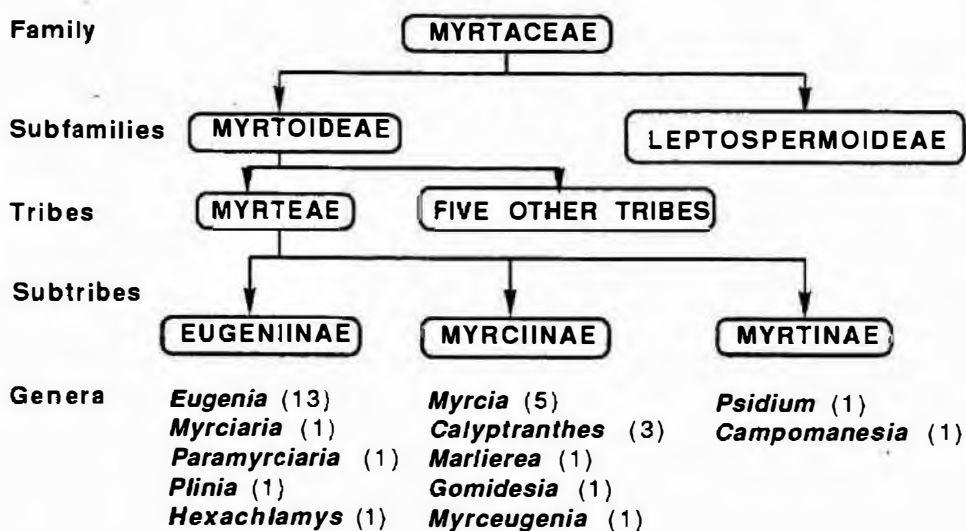 Family MYRTACEAE
Subfamilies MYRTOIDEAE LEPTOSPERMOIDEAE
Tribes MYRTEAE FIVE OTHER TRIBES
Subtribes
EUGENIINAE MYRCIINAE MYRTINAE
Genera Eugenia (13) Myrcia (5) Psidium (1)
Myrciaria (1) Calyptranthes (3) Campomanesia (1)
Paramyrciaria (1) Marlierea (1)
Plinia (1) Gomidesia (1)
Hexachlamys (1) Myrceugenia (1)